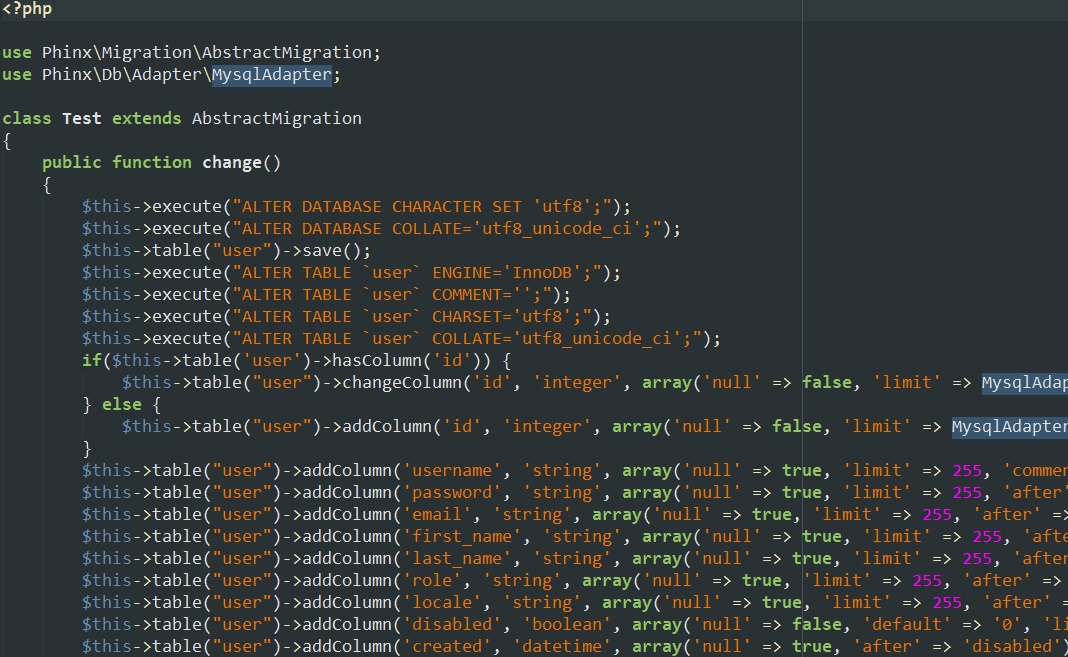 <?php
use Phinx\Migration\AbstractMigration;
use Phinx\Db\Adapter\MysqlAdapter;
class Test extends AbstractMigration
{
public function change()
{
$this->execute("ALTER DATABASE CHARACTER SET 'utf8';");
$this->execute("ALTER DATABASE COLLATE='utf8_unicode_ci';");
$this->table("user")->save();
$this->execute("ALTER TABLE `user` ENGINE='InnoDB';");
$this->execute("ALTER TABLE `user` COMMENT='';");
$this->execute("ALTER TABLE `user` CHARSET='utf8';");
$this->execute("ALTER TABLE `user` COLLATE='utf8_unicode_ci';");
if($this->table('user')->hasColumn('id')) {
$this->table("user")->changeColumn('id', 'integer', array('null' => false, 'limit' => MysqlAdap
} else {
$this->table("user")->addColumn('id', 'integer', array('null' => false, 'limit' => MysqlAdapter
}
$this->table("user")->addColumn('username', 'string', array('null' => true, 'limit' => 255, 'commen
$this->table("user")->addColumn('password', 'string', array('null' => true, 'limit' => 255, 'after'
$this->table("user")->addColumn('email', 'string', array('null' => true, 'limit' => 255, 'after' =>
$this->table("user")->addColumn('first_name', 'string', array('null' => true, 'limit' => 255, 'afte
$this->table("user")->addColumn('last_name', 'string', array('null' => true, 'limit' => 255, 'after
$this->table("user")->addColumn('role', 'string', array('null' => true, 'limit' => 255, 'after' =>
$this->table("user")->addColumn('locale', 'string', array('null' => true, 'limit' => 255, 'after' =
$this->table("user")->addColumn('disabled', 'boolean', array('null' => false, 'default' => '0', 'li
$this->table("user")->addColumn('created', 'datetime', array('null' => true, 'after' => 'disabled')